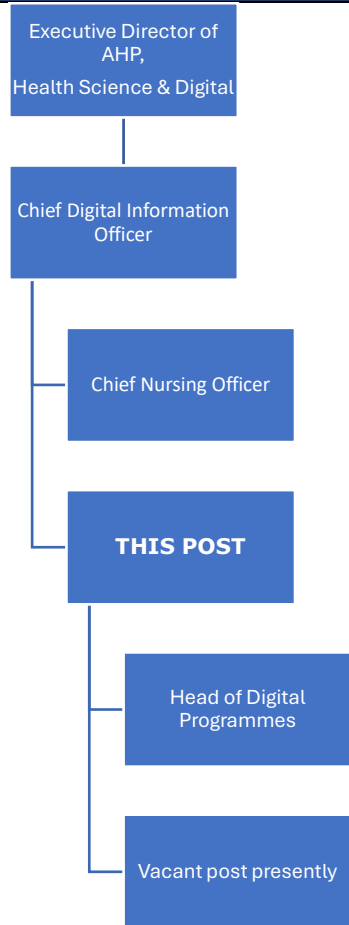 Executive Director of
AHP,
Health Science & Digital
Chief Digital Information
Officer
Chief Nursing Officer
THIS POST
Head of Digital
Programmes
Vacant post presently